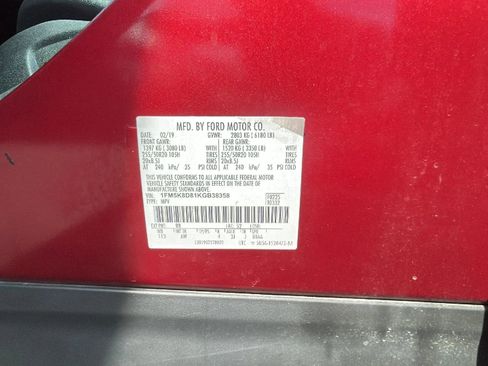 MFD. BY FORD MOTOR CO.
DATE: 02/19 GVWR: 2803 KG ( 6180 LB)
FRONT GAWR: REAR GAWR:
1397 KG ( 3080 LB) 1520 KG ( 3350 LB)
WITH TIRES WITH TIRES
255/50R20 105H 255/50R20 105H
20x8.5J RIMS 20x8.5J RIMS
AT 240 kPa/ 35 PSI COLD AT 240 kPa/ 35 PSI COLD
THIS VEHICLE CONFORMS TO ALL APPLICABLE FEDERAL MOTOR
VEHICLE SAFETY STANDARDS IN EFFECT ON THE DATE OF
MANUFACTURE SHOWN ABOVE.
VIN: 1FM5K8D81KGB38358
TYPE: MPV